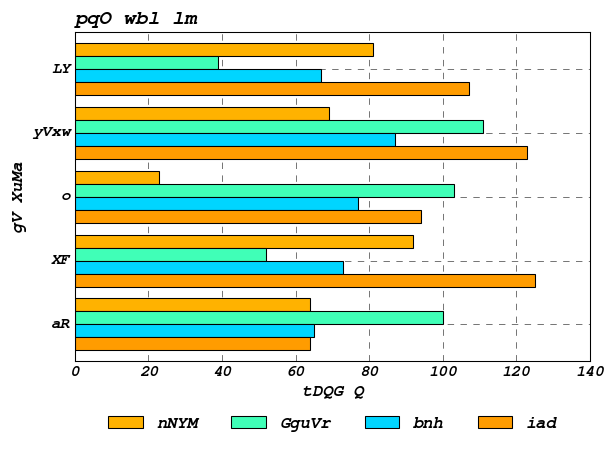 pqO wbl lm
LY
yVxw
o
XF
aR
gV XuMa
0 20 40 60 80 100 120 140
tDQG Q
nNYM GguVr bnh iad